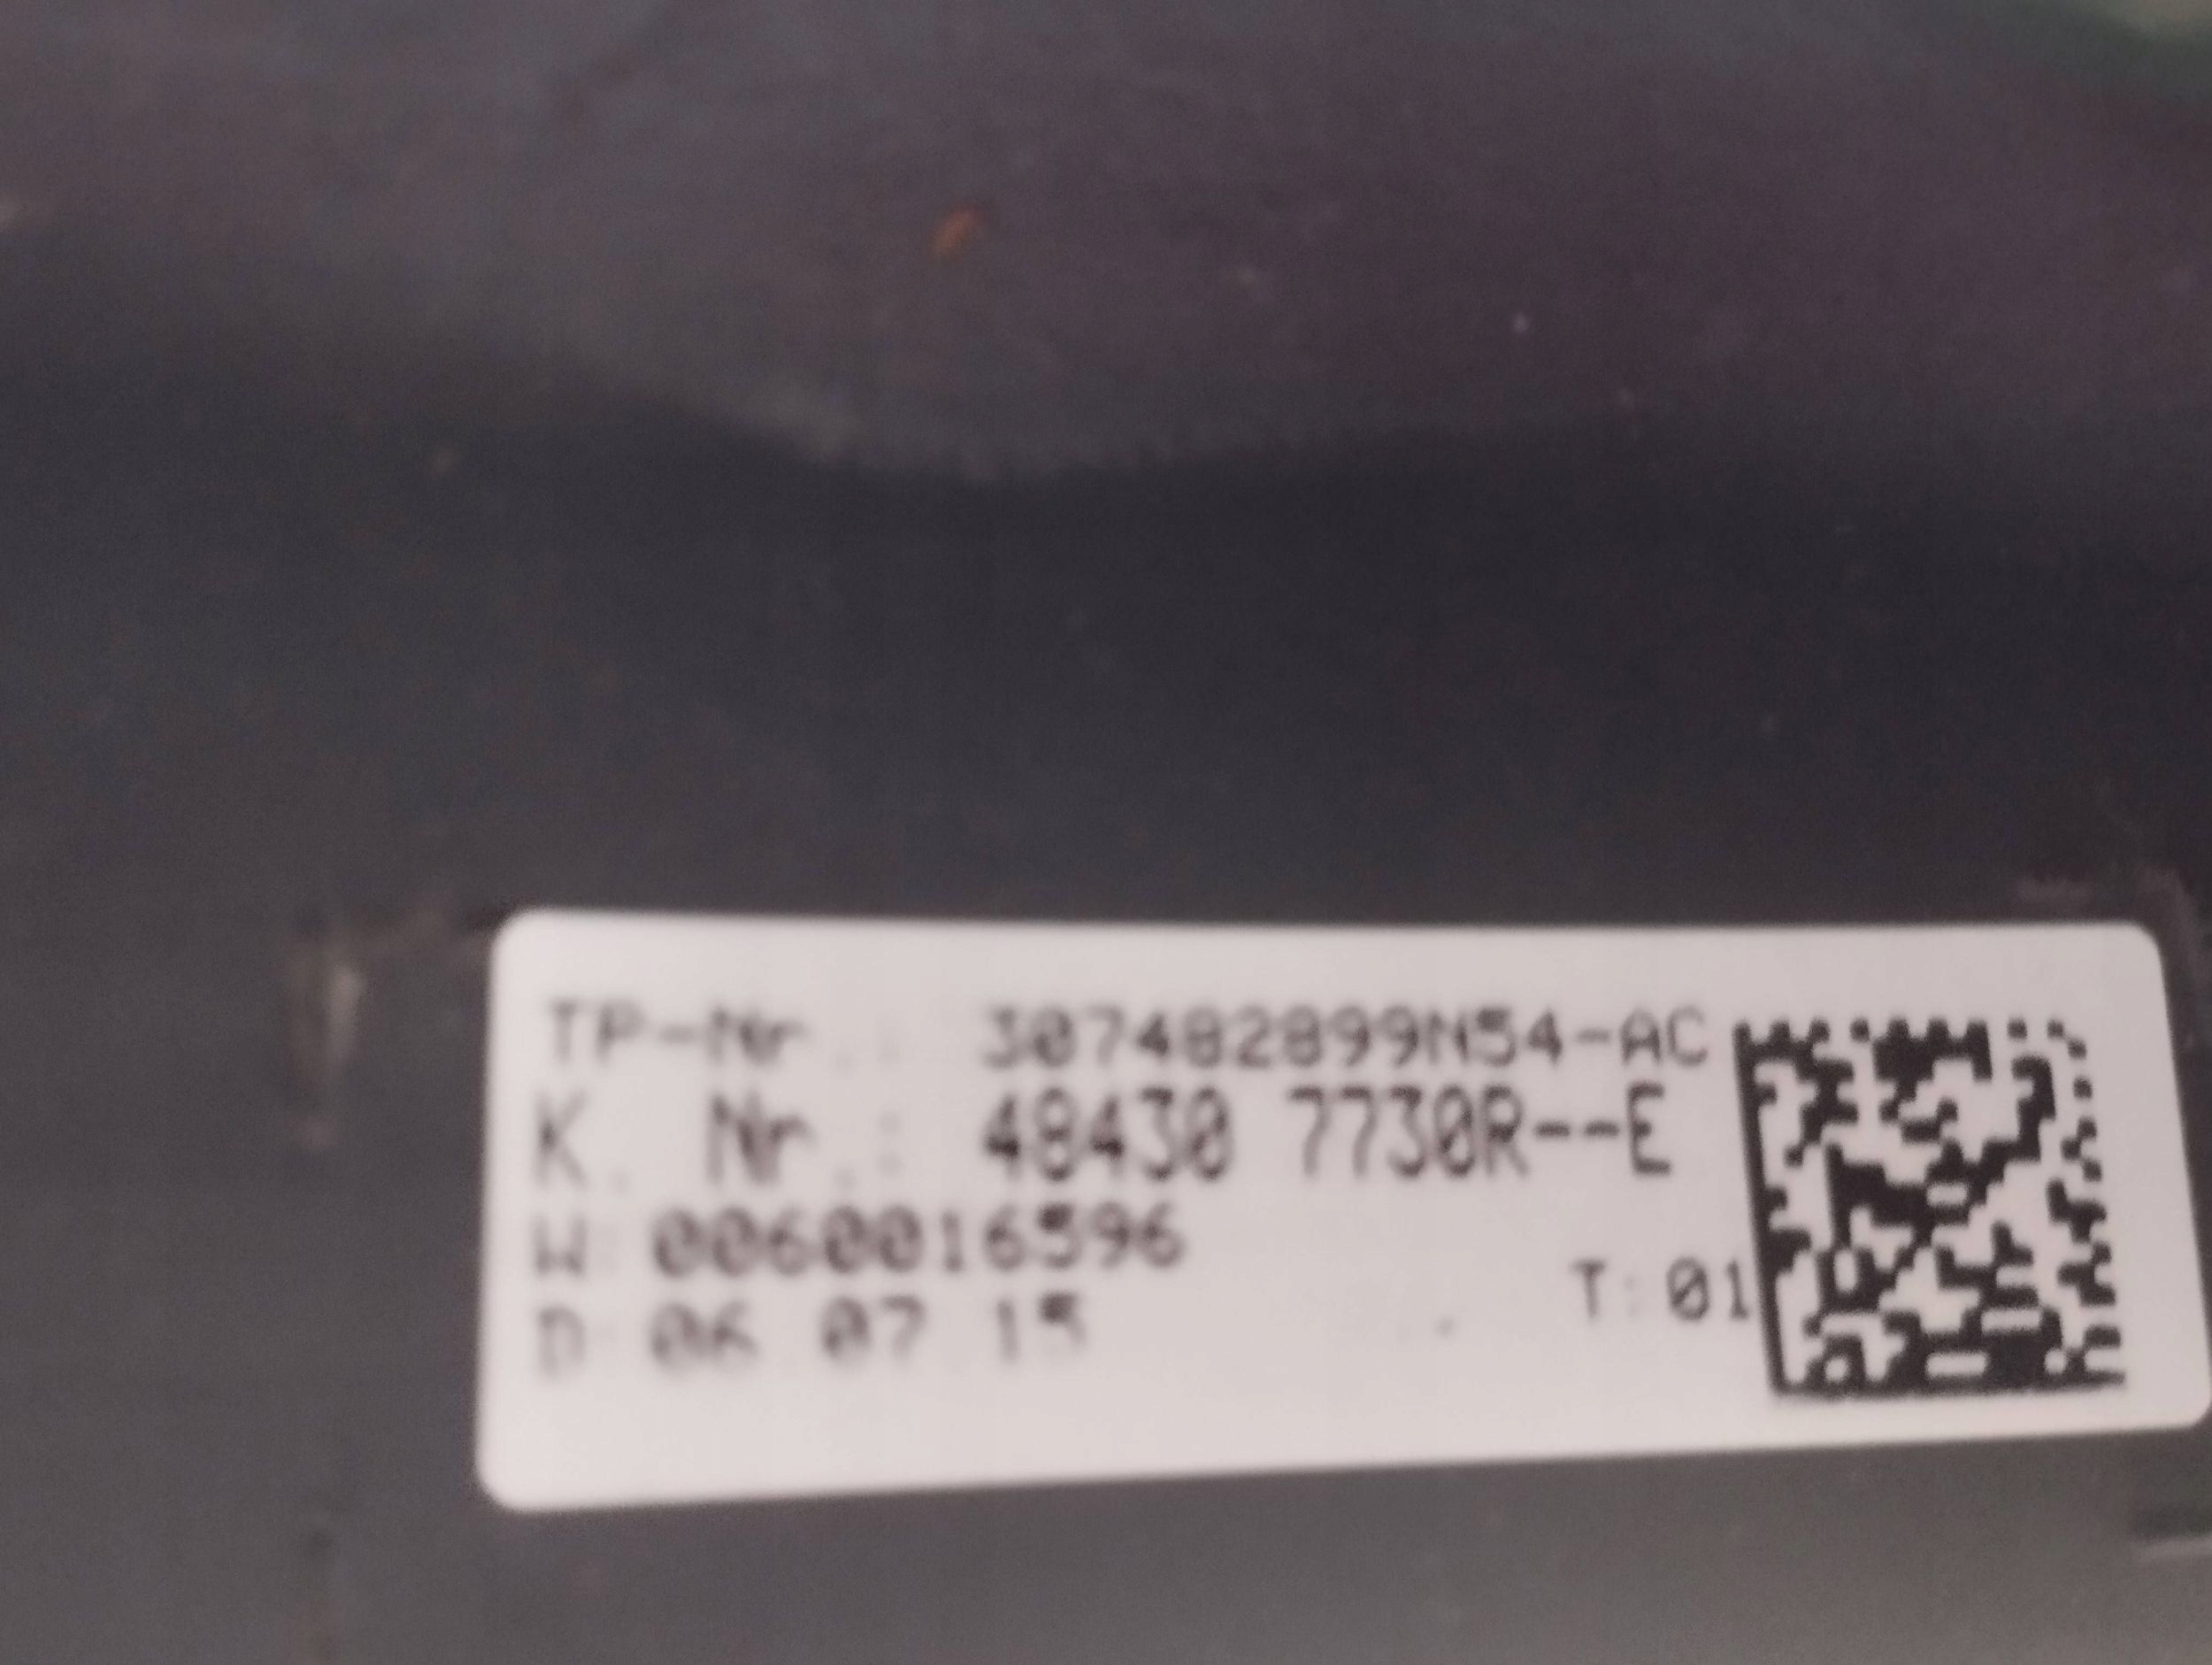 TP-Nr.: 307482899N54-AC
K. Nr.: 48430 7730R--E
W: 0060016596
T:01
D: 06 07 15